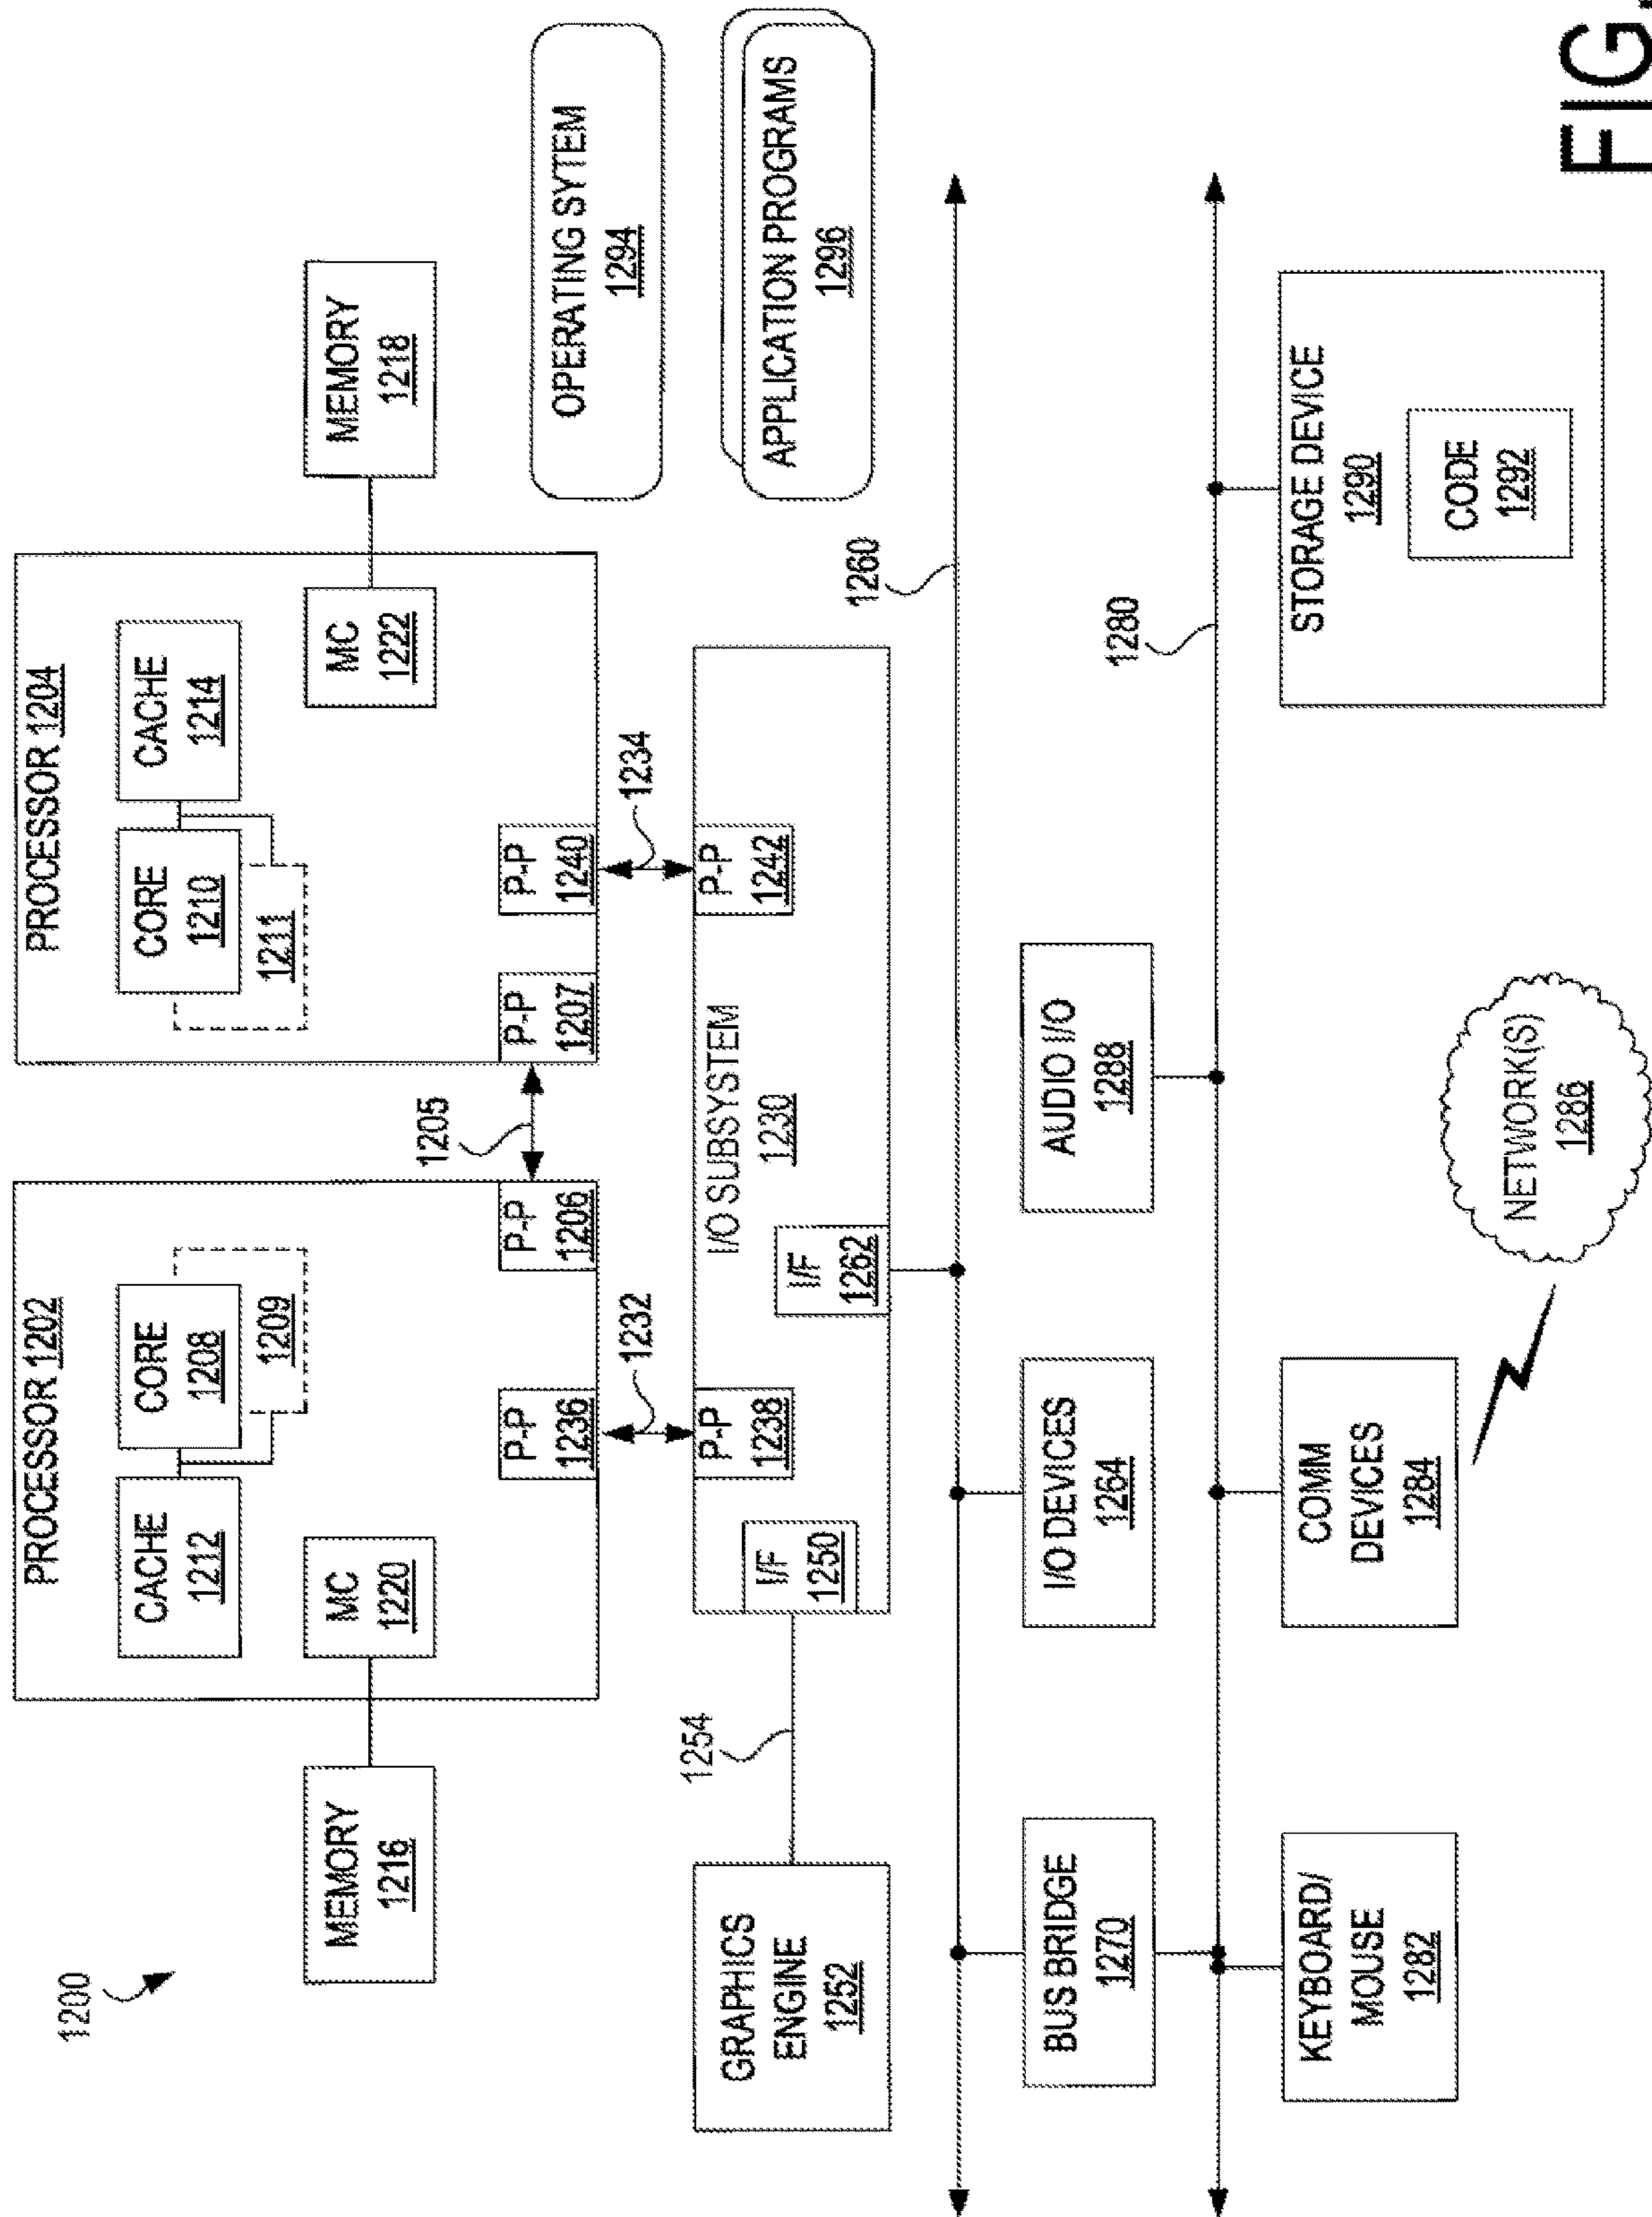 1200
PROCESSOR 1202
CACHE
1212
CORE
1208
1209
MC
1220
MEMORY
1216
P-P
1236
P-P
1206
1205
PROCESSOR 1204
CORE
1210
1211
CACHE
1214
MC
1222
MEMORY
1218
P-P
1207
P-P
1240
1232
1234
OPERATING SYTEM
1294
APPLICATION PROGRAMS
1296
GRAPHICS
ENGINE
1252
1254
I/F
1250
P-P
1238
I/O SUBSYSTEM
1230
I/F
1262
P-P
1242
1260
BUS BRIDGE
1270
I/O DEVICES
1264
AUDIO I/O
1288
1280
KEYBOARD/
MOUSE
1282
COMM
DEVICES
1284
NETWORK(S)
1286
STORAGE DEVICE
1290
CODE
1292
FIG.